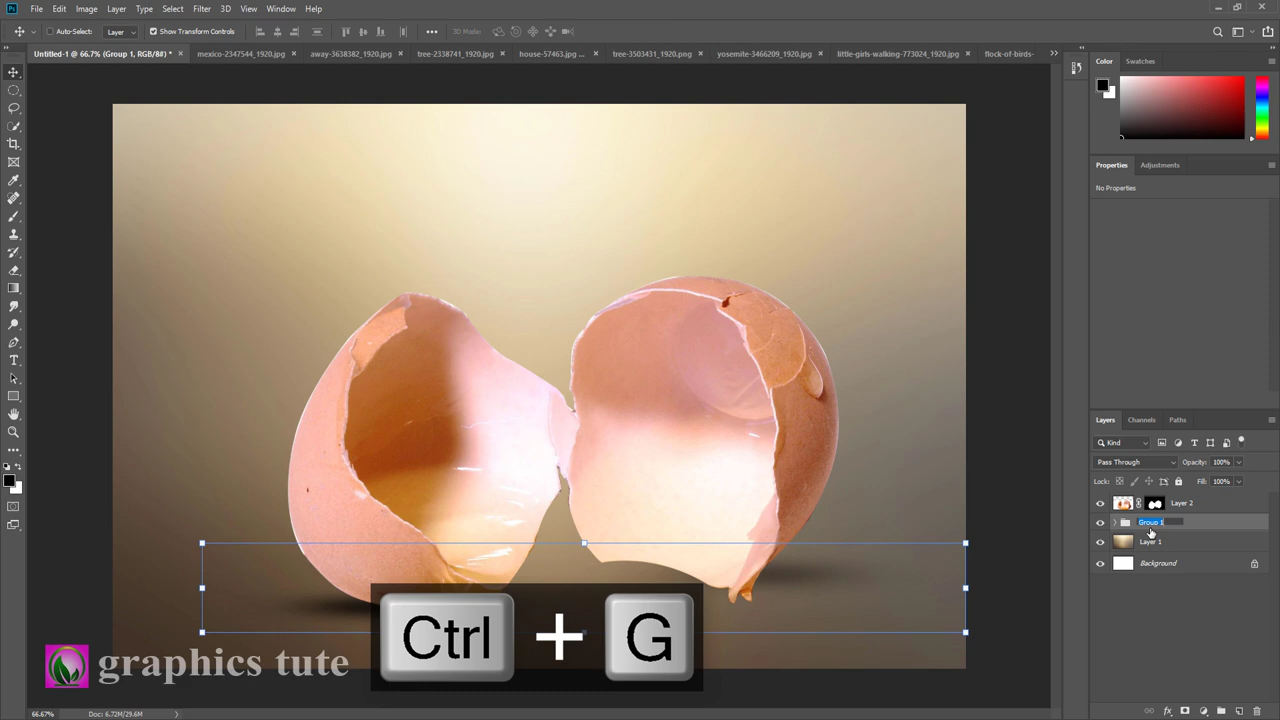 Ps File Edit Image Layer Type Select Filter 3D View Window Help
Auto-Select: Layer Show Transform Controls 3D Mode:
Untitled-1 @ 66.7% (Group 1, RGB/8#) * mexico-2347544_1920.jpg away-3638382_1920.jpg tree-2338741_1920.jpg house-57463.jpg ... tree-3503431_1920.png yosemite-3466209_1920.jpg little-girls-walking-773024_1920.jpg flock-of-birds-
Color Swatches
Properties Adjustments
No Properties
Layers Channels Paths
Kind
Pass Through Opacity: 100%
Lock: Fill: 100%
Layer 2
Group 1
Layer 1
Background
Ctrl + G
graphics tute
66.67% Doc: 6.72M/29.6M